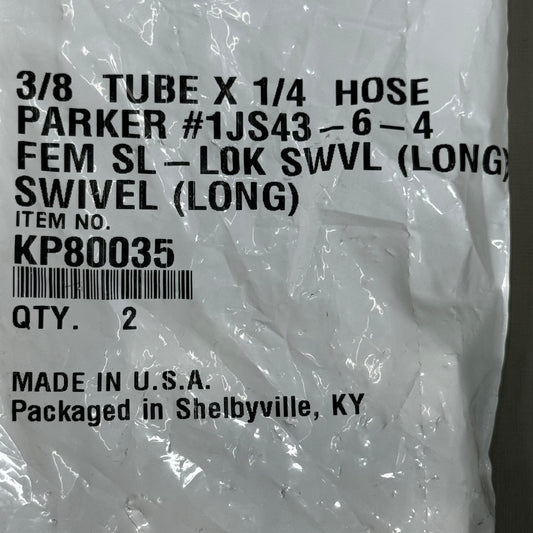 3/8 TUBE X 1/4 HOSE
PARKER #1JS43-6-4
FEM SL-LOK SWVL (LONG)
SWIVEL (LONG)
ITEM NO.
KP80035
QTY. 2
MADE IN U.S.A.
Packaged in Shelbyville, KY